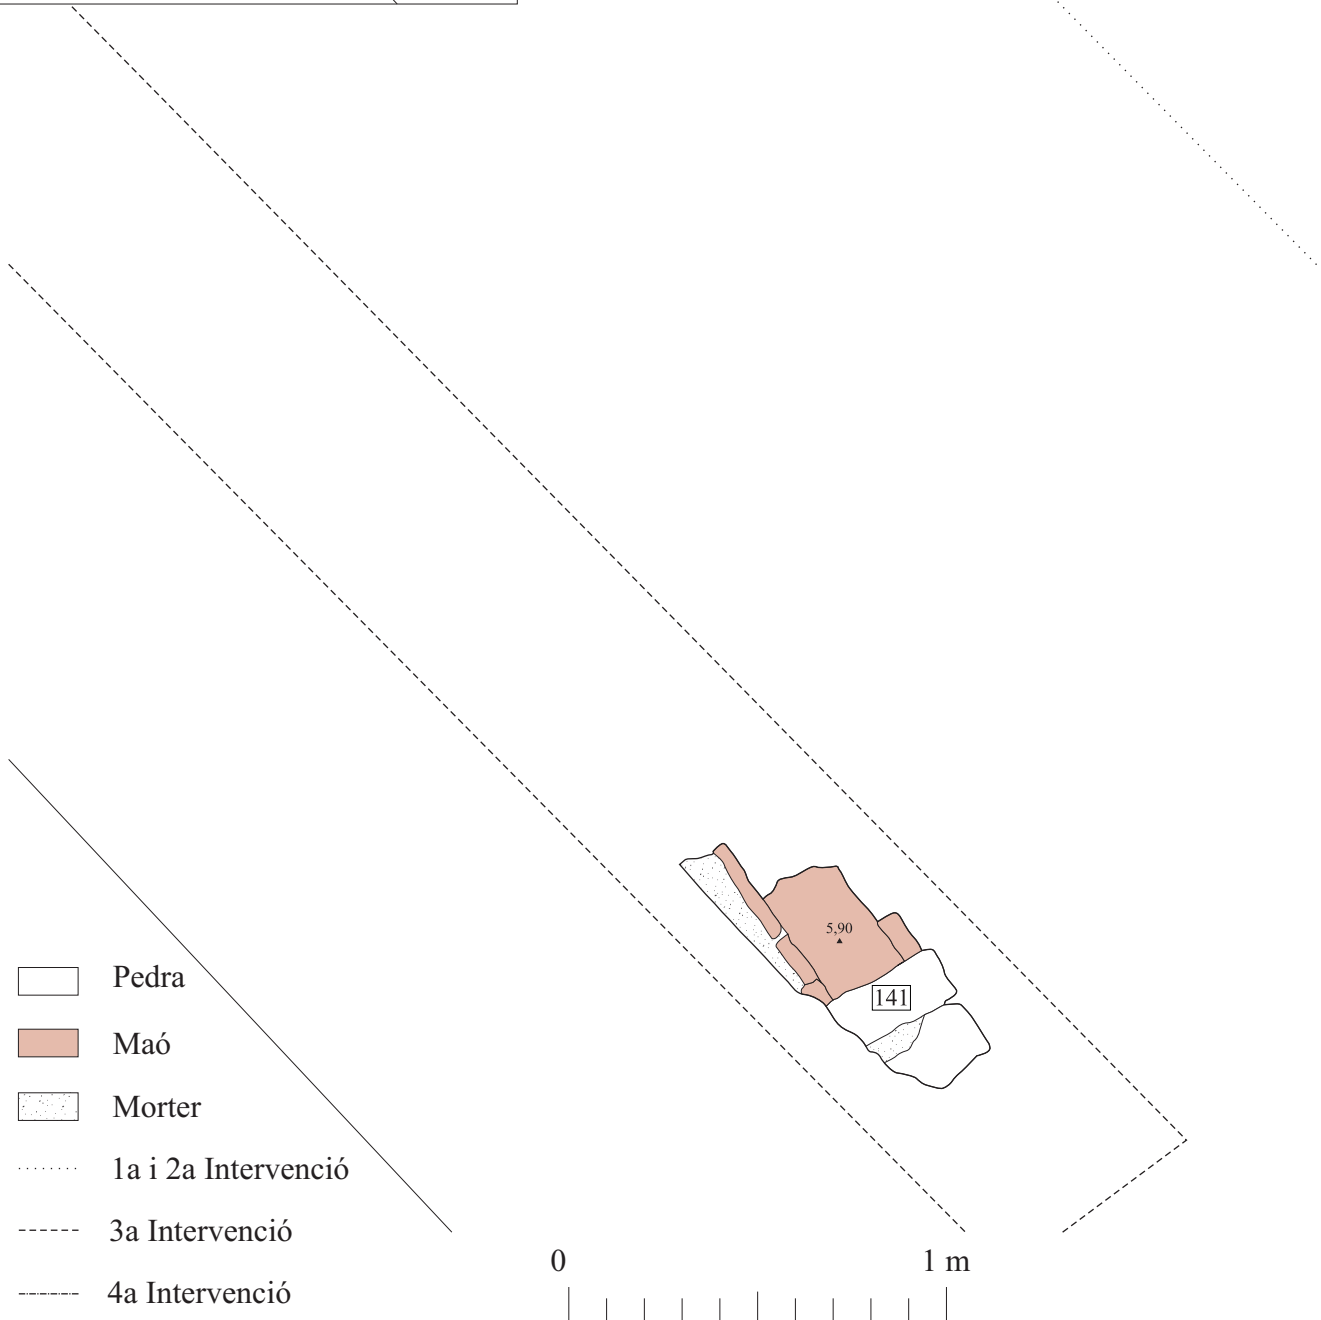 5,90
141
Pedra
Maó
Morter
1a i 2a Intervenció
3a Intervenció
4a Intervenció
0 1 m